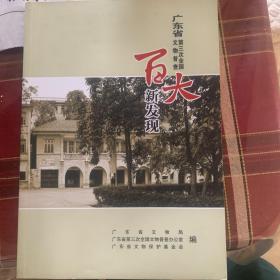 广东省第三次全国文物普查
百大
新发现
广东省文物局
广东省第三次全国文物普查办公室 编
广东省文物保护基金会